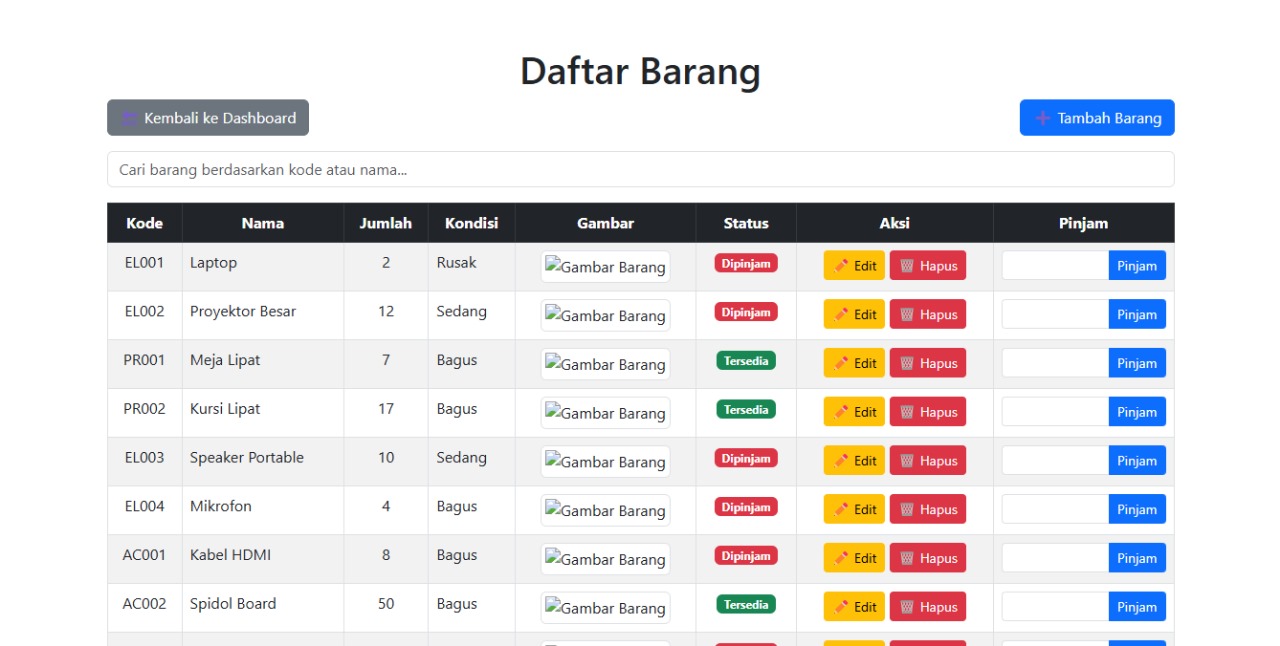 Daftar Barang
Kembali ke Dashboard
Tambah Barang
Cari barang berdasarkan kode atau nama...
Kode Nama Jumlah Kondisi Gambar Status Aksi Pinjam
EL001 Laptop 2 Rusak Gambar Barang Dipinjam Edit Hapus Pinjam
EL002 Proyektor Besar 12 Sedang Gambar Barang Dipinjam Edit Hapus Pinjam
PR001 Meja Lipat 7 Bagus Gambar Barang Tersedia Edit Hapus Pinjam
PR002 Kursi Lipat 17 Bagus Gambar Barang Tersedia Edit Hapus Pinjam
EL003 Speaker Portable 10 Sedang Gambar Barang Dipinjam Edit Hapus Pinjam
EL004 Mikrofon 4 Bagus Gambar Barang Dipinjam Edit Hapus Pinjam
AC001 Kabel HDMI 8 Bagus Gambar Barang Dipinjam Edit Hapus Pinjam
AC002 Spidol Board 50 Bagus Gambar Barang Tersedia Edit Hapus Pinjam